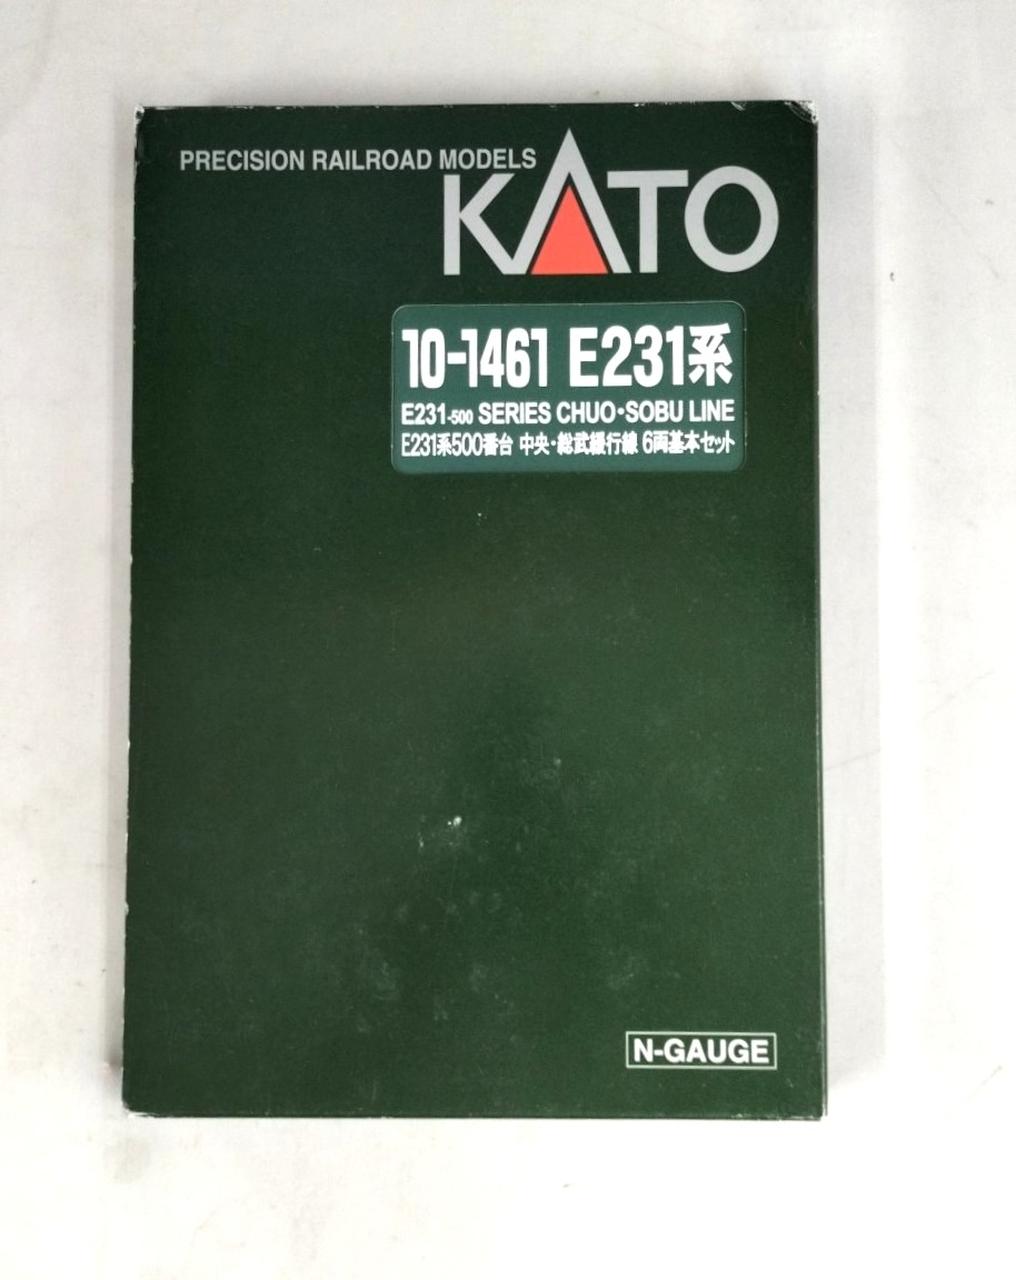 PRECISION RAILROAD MODELS
KATO
10-1461 E231系
E231-500 SERIES CHUO・SOBU LINE
E231系500番台 中央・総武緩行線 6両基本セット
N-GAUGE